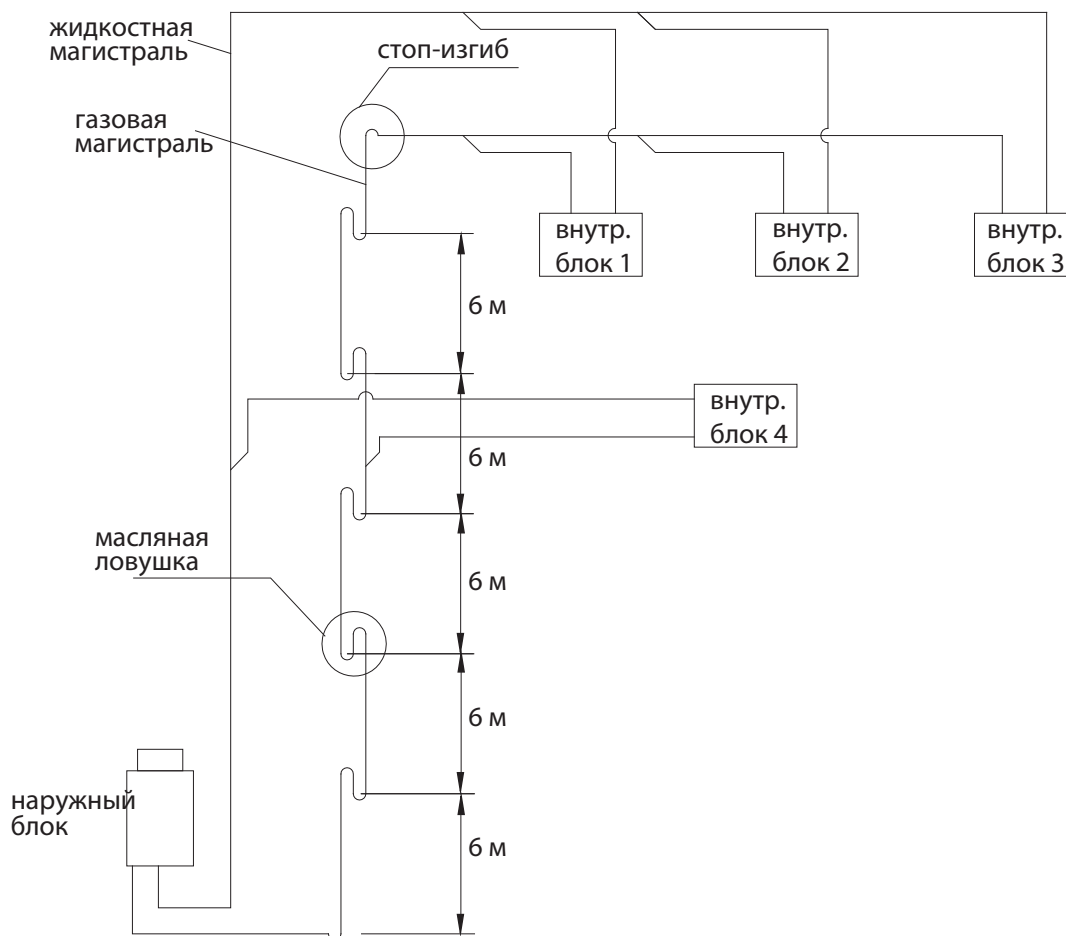 жидкостная
магистраль
стоп-изгиб
газовая
магистраль
внутр.
блок 1
внутр.
блок 2
внутр.
блок 3
6 м
внутр.
блок 4
6 м
масляная
ловушка
6 м
6 м
наружный
блок
6 м